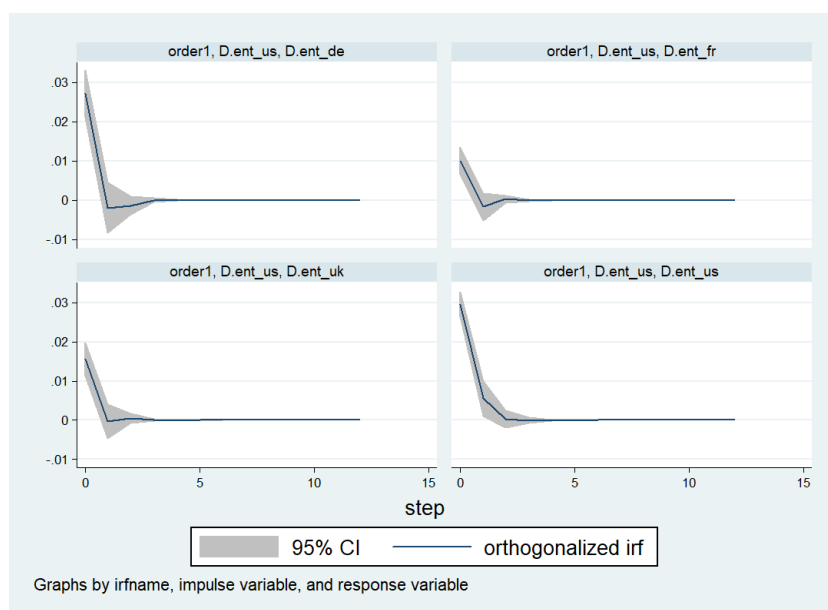 order1, D.ent_us, D.ent_de
order1, D.ent_us, D.ent_fr
.03
.02
.01
0
-.01
order1, D.ent_us, D.ent_uk
order1, D.ent_us, D.ent_us
.03
.02
.01
0
-.01
0 5 10 15
0 5 10 15
step
95% CI
orthogonalized irf
Graphs by irfname, impulse variable, and response variable